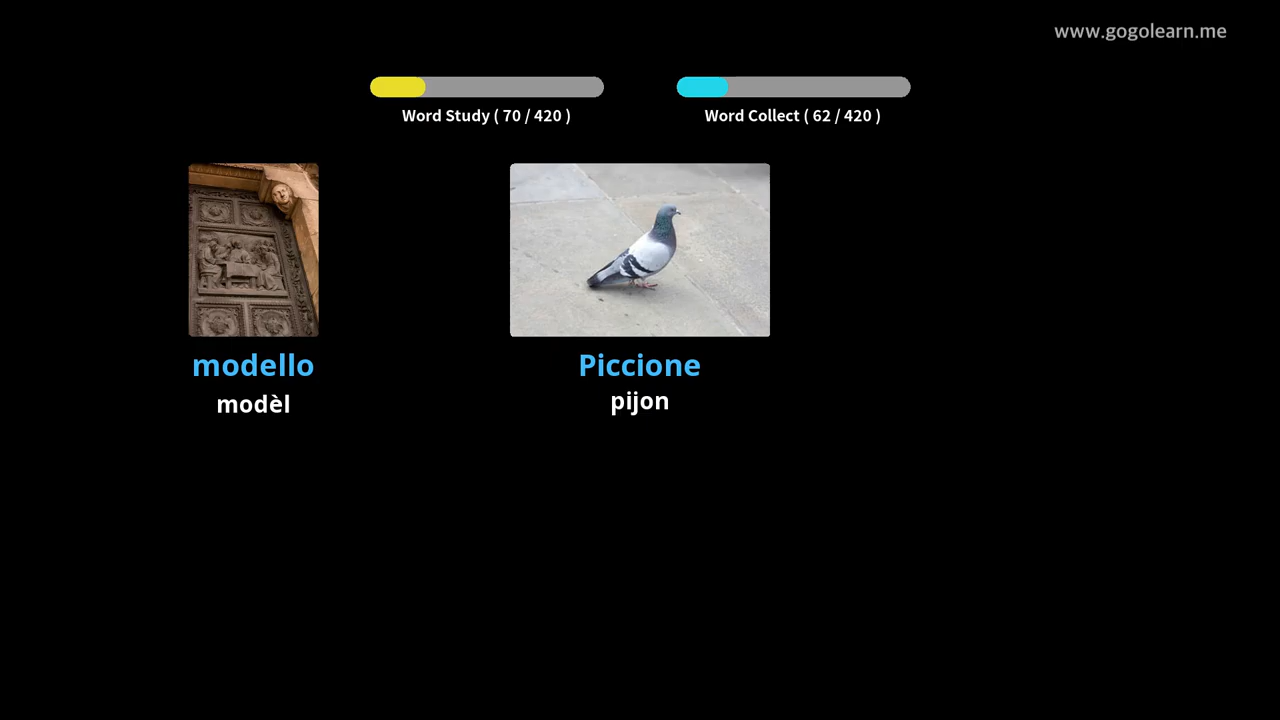 www.gogolearn.me
Word Study ( 70 / 420 )
Word Collect ( 62 / 420 )
modello
modèl
Piccione
pijon